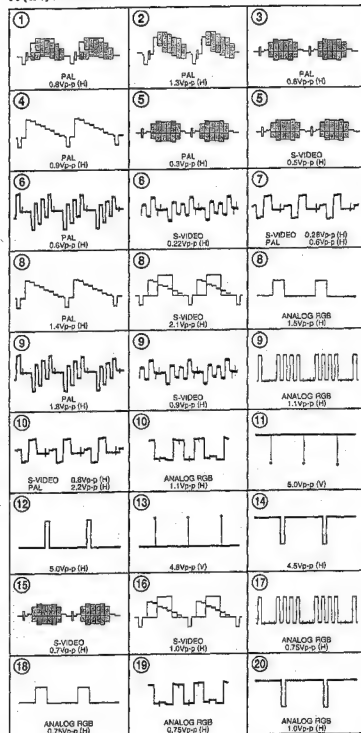 ①
PAL
0.8Vp-p (H)
②
PAL
1.3Vp-p (H)
③
PAL
0.6Vp-p (H)
④
PAL
0.9Vp-p (H)
⑤
PAL
0.3Vp-p (H)
⑤
S-VIDEO
0.5Vp-p (H)
⑥
PAL
0.6Vp-p (H)
⑥
S-VIDEO
0.22Vp-p (H)
⑦
S-VIDEO 0.28Vp-p (H)
PAL 0.6Vp-p (H)
⑧
PAL
1.4Vp-p (H)
⑧
S-VIDEO
2.1Vp-p (H)
⑧
ANALOG RGB
1.5Vp-p (H)
⑨
PAL
1.8Vp-p (H)
⑨
S-VIDEO
0.9Vp-p (H)
⑨
ANALOG RGB
1.1Vp-p (H)
⑩
S-VIDEO 0.8Vp-p (H)
PAL 2.2Vp-p (H)
⑩
ANALOG RGB
1.1Vp-p (H)
⑪
5.0Vp-p (V)
⑫
5.0Vp-p (H)
⑬
4.8Vp-p (V)
⑭
4.5Vp-p (H)
⑮
S-VIDEO
0.7Vp-p (H)
⑯
S-VIDEO
1.0Vp-p (H)
⑰
ANALOG RGB
0.75Vp-p (H)
⑱
ANALOG RGB
0.75Vp-p (H)
⑲
ANALOG RGB
0.75Vp-p (H)
⑳
ANALOG RGB
1.0Vp-p (H)